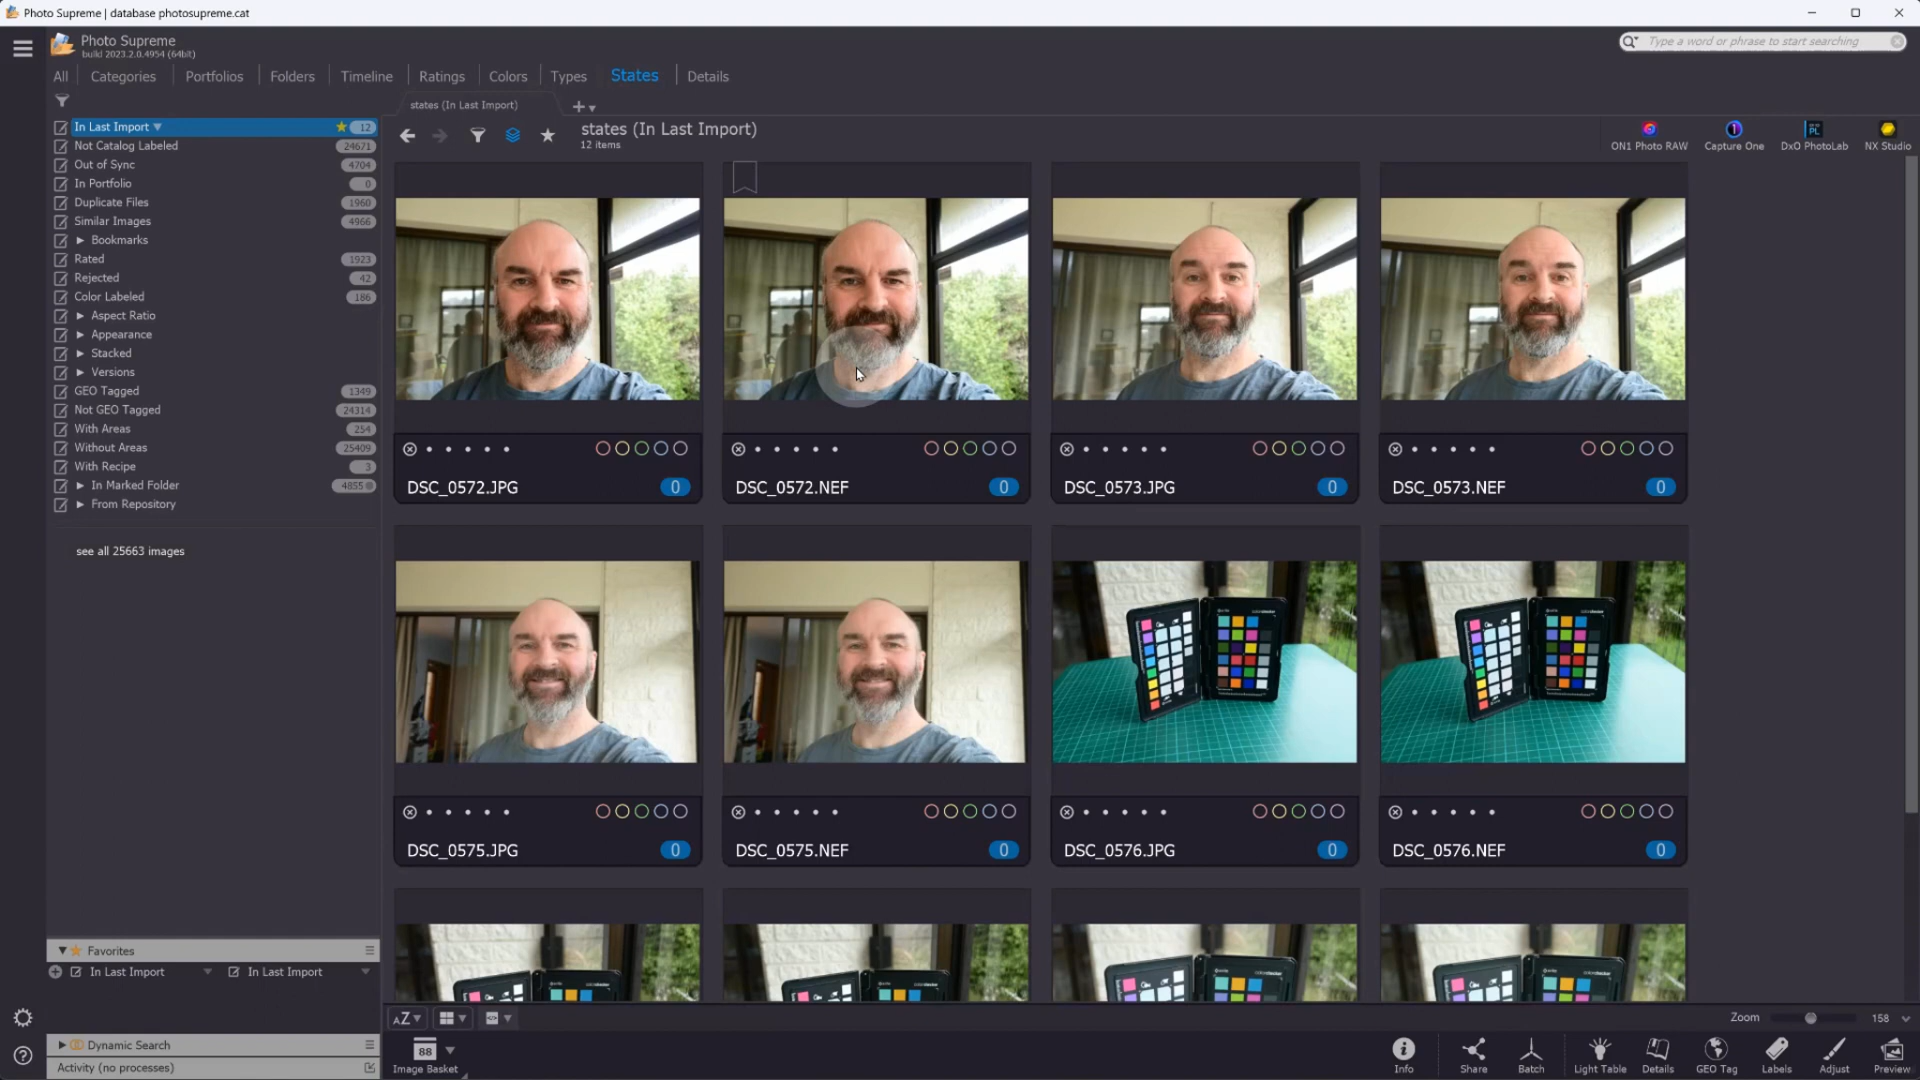 Photo Supreme | database photosupreme.cat
Photo Supreme
build 2023.2.0.4954 (64bit)
Type a word or phrase to start searching
All
Categories
Portfolios
Folders
Timeline
Ratings
Colors
Types
States
Details
states (In Last Import)
states (In Last Import)
12 items
ON1 Photo RAW
Capture One
DxO PhotoLab
NX Studio
In Last Import 12
Not Catalog Labeled 24671
Out of Sync 4704
In Portfolio 0
Duplicate Files 1960
Similar Images 4966
Bookmarks
Rated 1923
Rejected 42
Color Labeled 186
Aspect Ratio
Appearance
Stacked
Versions
GEO Tagged 1349
Not GEO Tagged 24314
With Areas 254
Without Areas 25409
With Recipe 3
In Marked Folder 4855
From Repository
see all 25663 images
DSC_0572.JPG 0
DSC_0572.NEF 0
DSC_0573.JPG 0
DSC_0573.NEF 0
DSC_0575.JPG 0
DSC_0575.NEF 0
DSC_0576.JPG 0
DSC_0576.NEF 0
Favorites
In Last Import
In Last Import
Dynamic Search
Activity (no processes)
AZ
Zoom 158
88
Image Basket
Info
Share
Batch
Light Table
Details
GEO Tag
Labels
Adjust
Preview